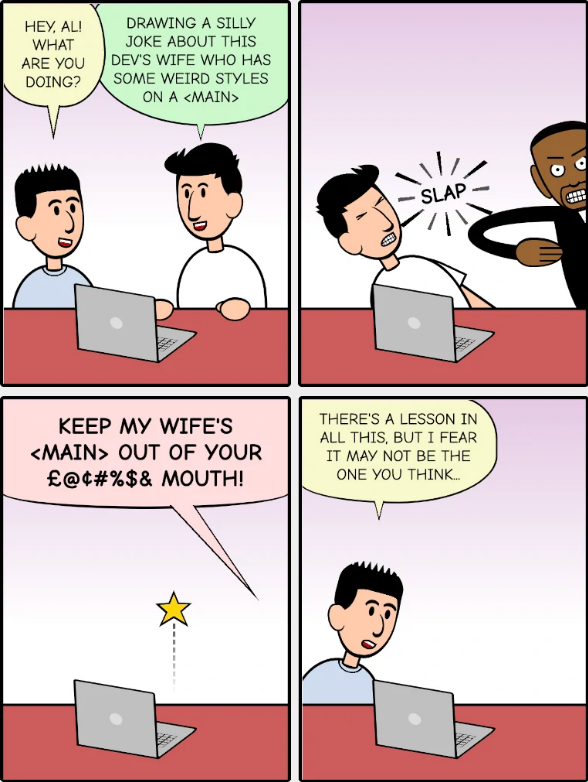 HEY, AL!
WHAT
ARE YOU
DOING?
DRAWING A SILLY
JOKE ABOUT THIS
DEV'S WIFE WHO HAS
SOME WEIRD STYLES
ON A <MAIN>
SLAP
KEEP MY WIFE'S
<MAIN> OUT OF YOUR
£@¢#%$& MOUTH!
THERE'S A LESSON IN
ALL THIS, BUT I FEAR
IT MAY NOT BE THE
ONE YOU THINK...